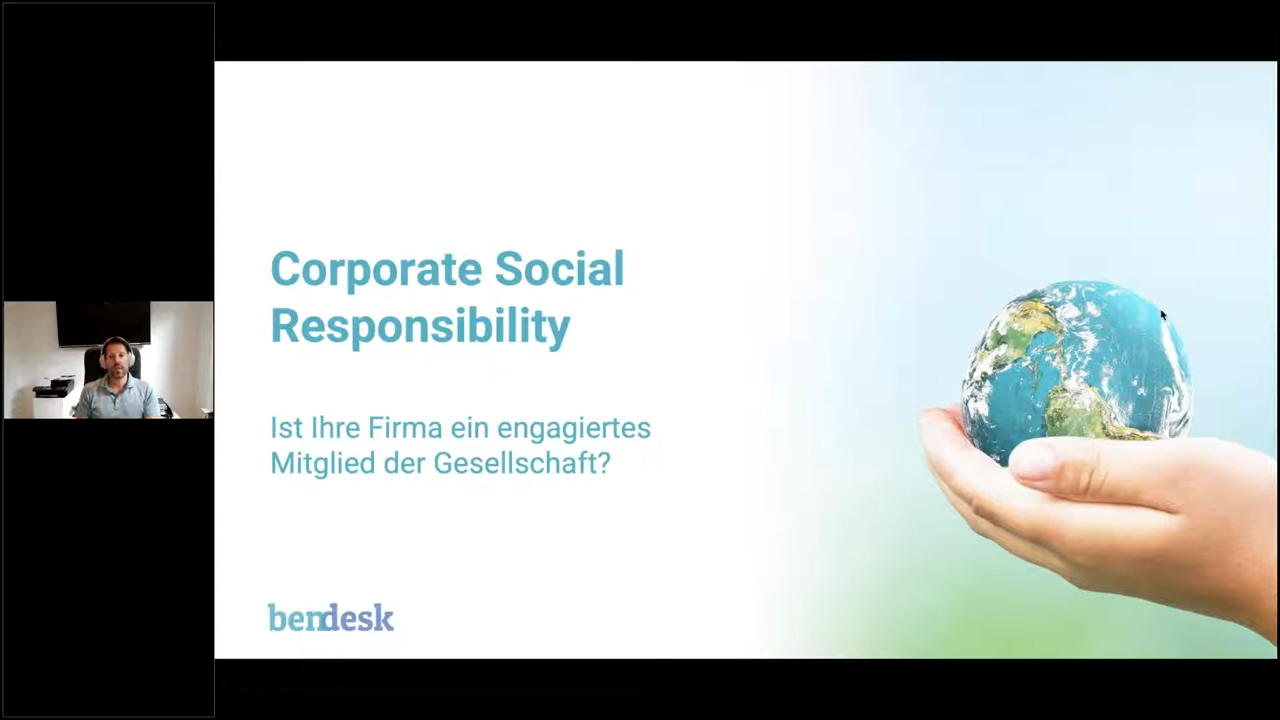 Corporate Social
Responsibility
Ist Ihre Firma ein engagiertes
Mitglied der Gesellschaft?
bendesk